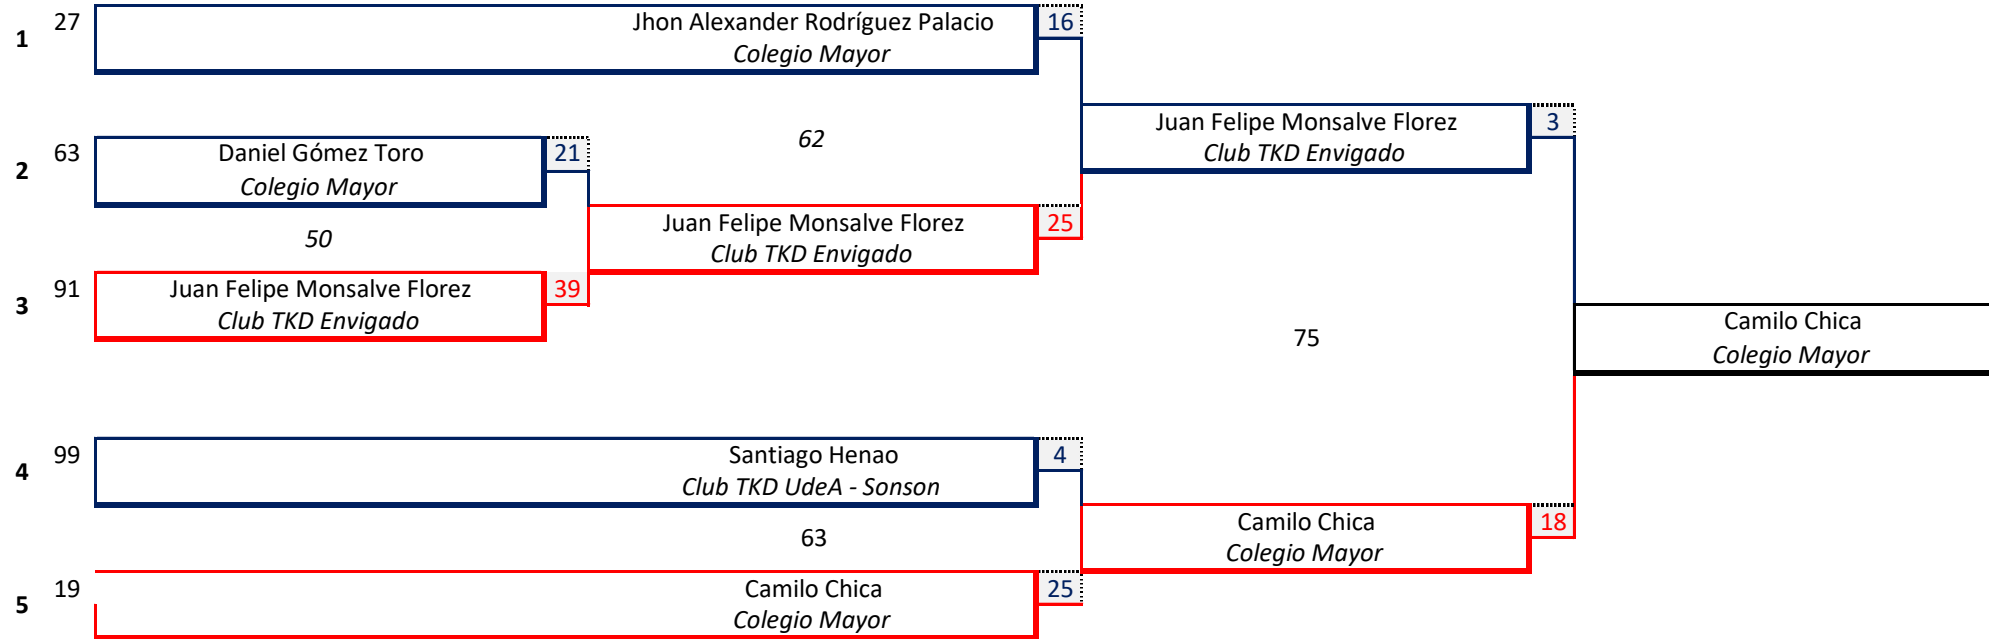 1 27 Jhon Alexander Rodríguez Palacio 16
Colegio Mayor
62
Juan Felipe Monsalve Florez 3
Club TKD Envigado
2 63 Daniel Gómez Toro 21
Colegio Mayor
50
Juan Felipe Monsalve Florez 25
Club TKD Envigado
3 91 Juan Felipe Monsalve Florez 39
Club TKD Envigado
75
Camilo Chica
Colegio Mayor
4 99 Santiago Henao 4
Club TKD UdeA - Sonson
63
Camilo Chica 18
Colegio Mayor
5 19 Camilo Chica 25
Colegio Mayor